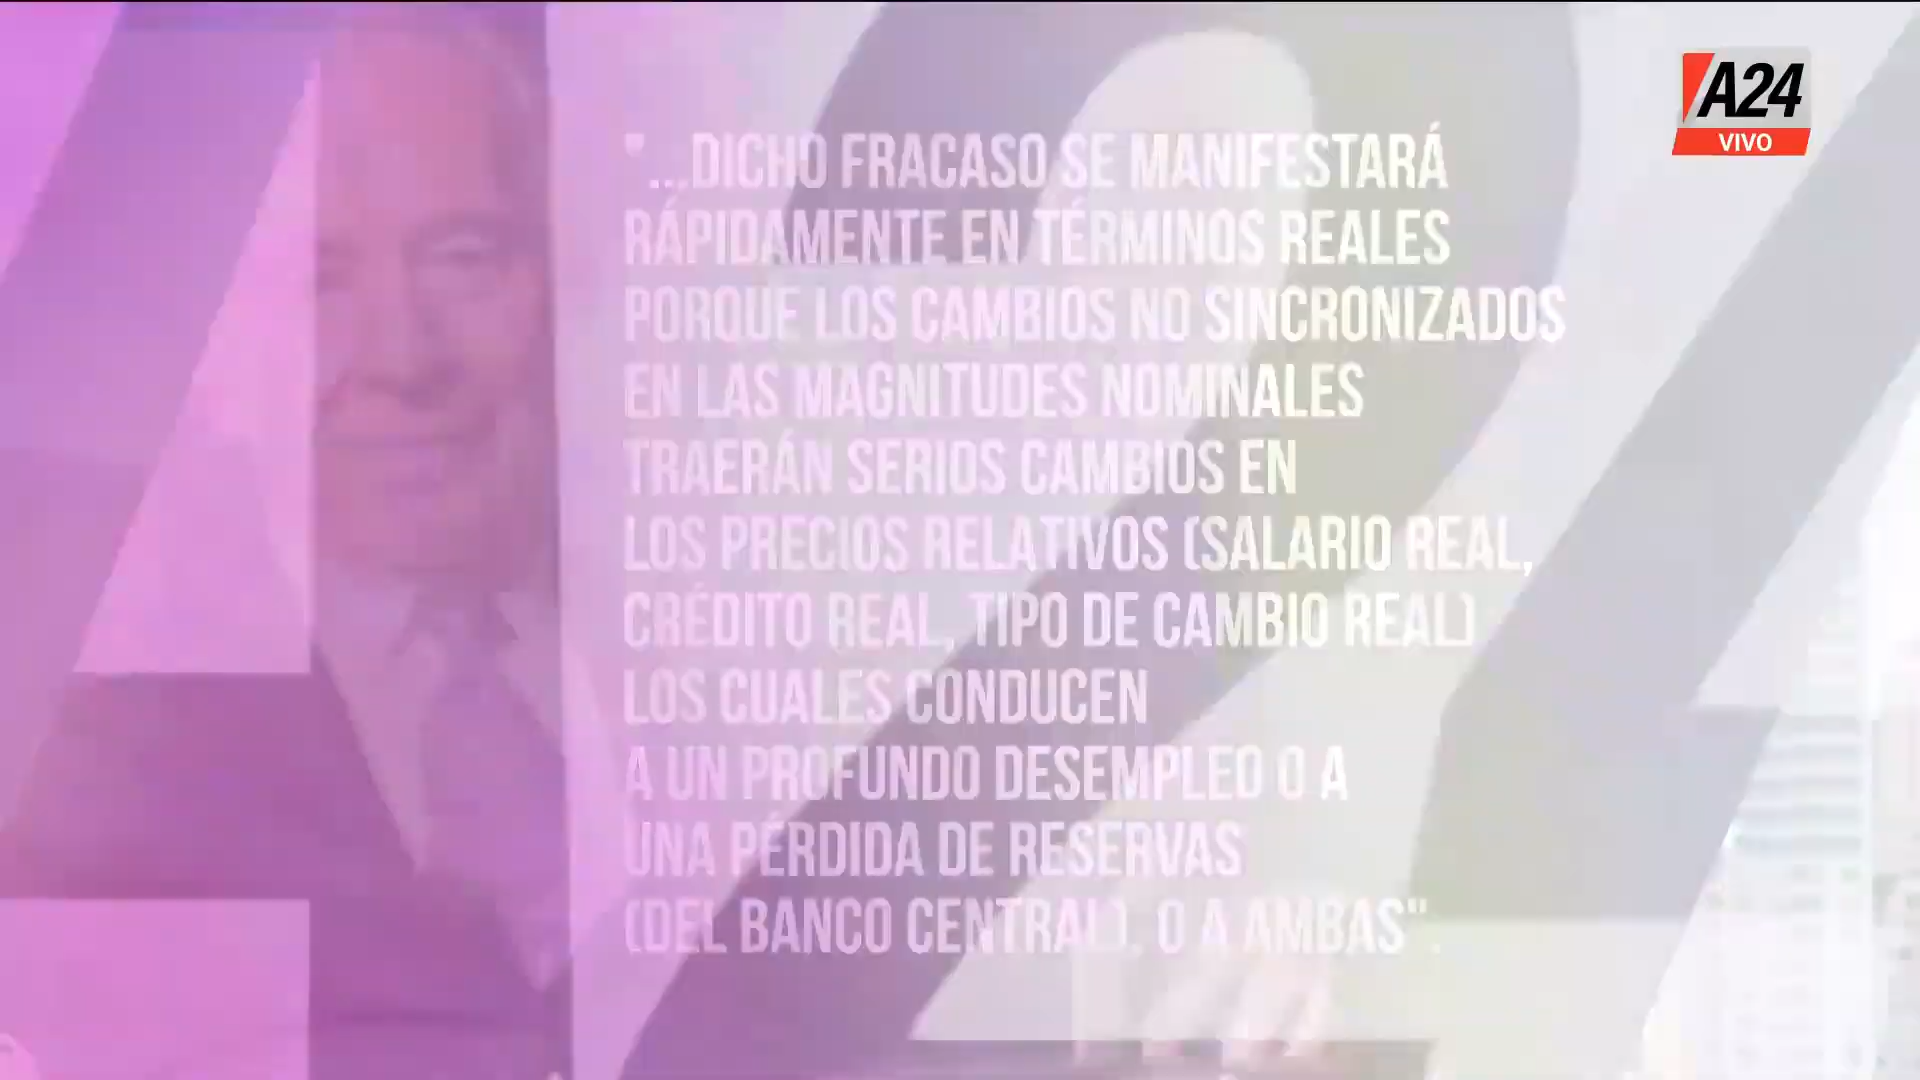 A24
VIVO
"...DICHO FRACASO SE MANIFESTARÁ
RÁPIDAMENTE EN TÉRMINOS REALES
PORQUE LOS CAMBIOS NO SINCRONIZADOS
EN LAS MAGNITUDES NOMINALES
TRAERÁN SERIOS CAMBIOS EN
LOS PRECIOS RELATIVOS (SALARIO REAL,
CRÉDITO REAL, TIPO DE CAMBIO REAL)
LOS CUALES CONDUCEN
A UN PROFUNDO DESEMPLEO O A
UNA PÉRDIDA DE RESERVAS
(DEL BANCO CENTRAL), O A AMBAS".